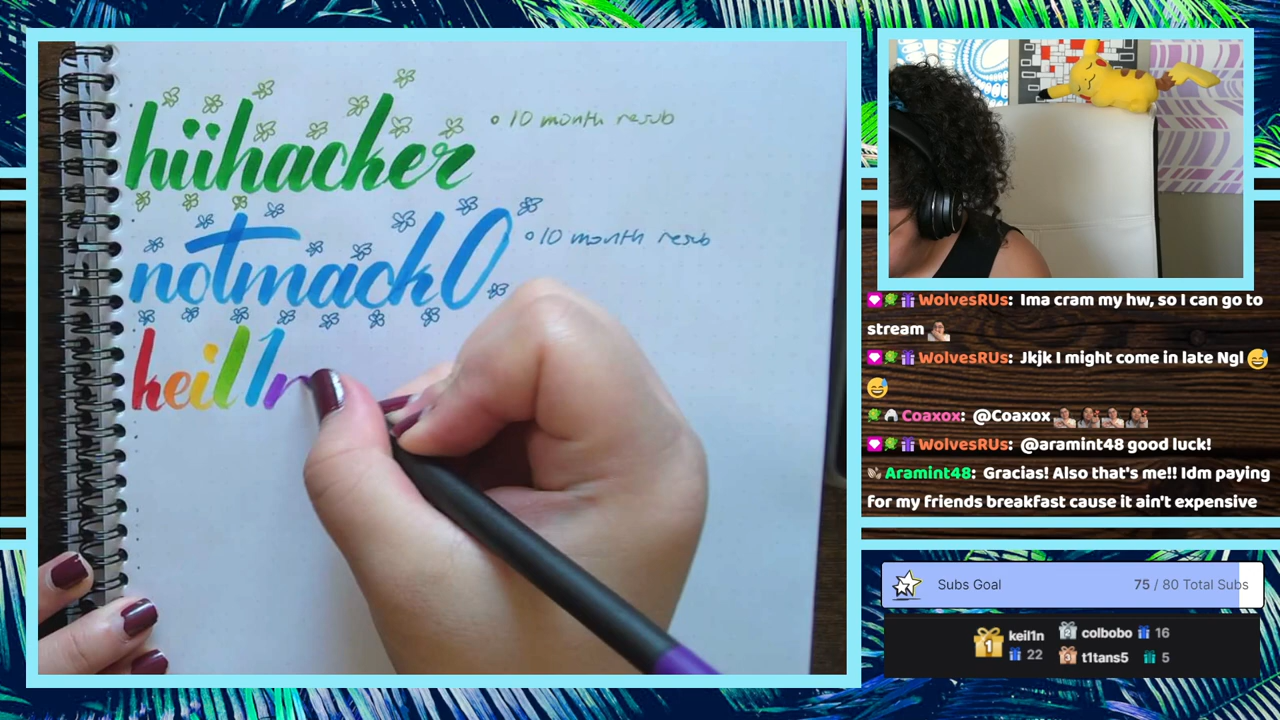 hiihacker
10 month resub
notmack0
10 month resub
keil1n
WolvesRUs: Ima cram my hw, so I can go to
stream
WolvesRUs: Jkjk I might come in late Ngl
Coaxox: @Coaxox
WolvesRUs: @aramint48 good luck!
Aramint48: Gracias! Also that's me!! Idm paying
for my friends breakfast cause it ain't expensive
Subs Goal 75 / 80 Total Subs
1 keil1n 22
2 colbobo 16
3 t1tans5 5